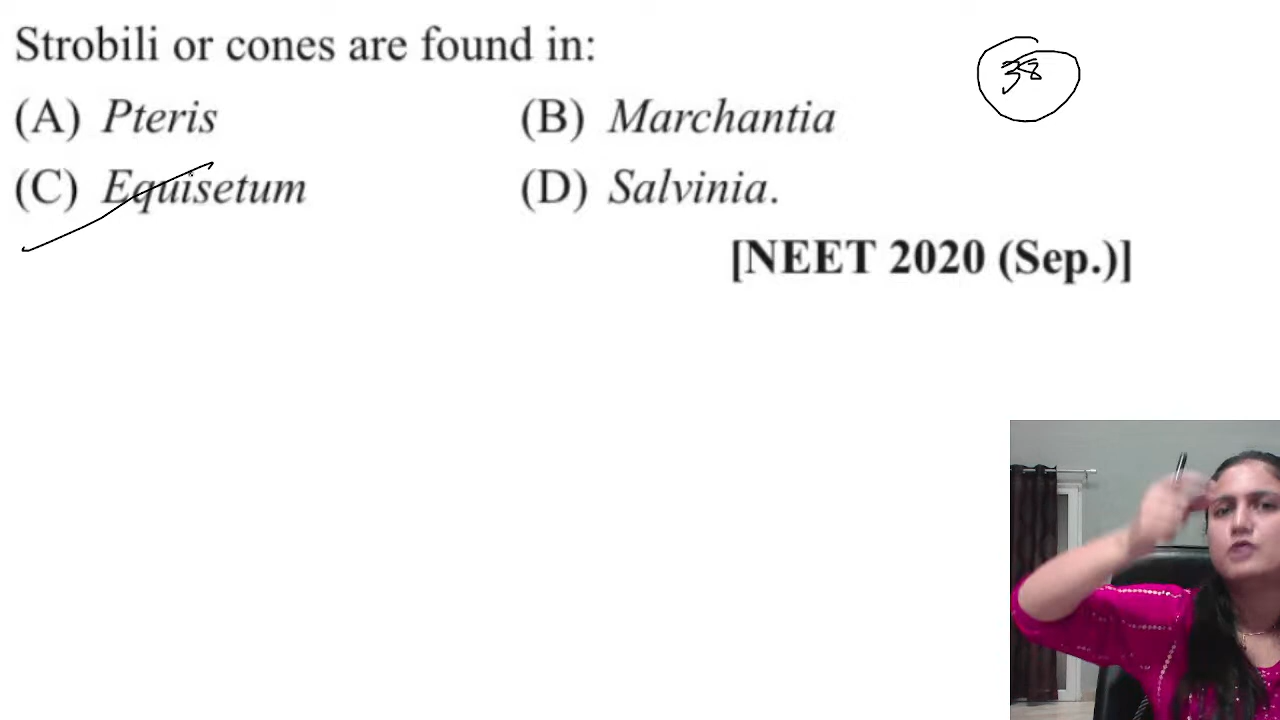 Strobili or cones are found in:
38
(A) Pteris (B) Marchantia
(C) Equisetum (D) Salvinia.
[NEET 2020 (Sep.)]